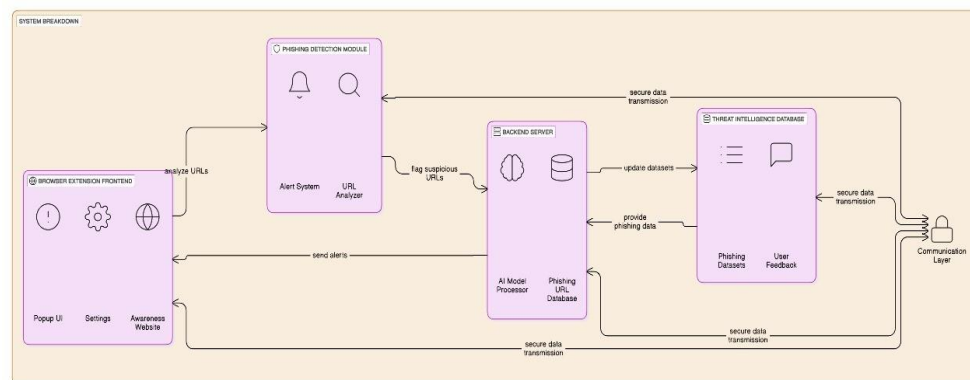 SYSTEM BREAKDOWN
PHISHING DETECTION MODULE
Alert System
URL
Analyzer
secure data
transmission
BACKEND SERVER
AI Model
Processor
Phishing
URL
Database
THREAT INTELLIGENCE DATABASE
Phishing
Datasets
User
Feedback
analyze URLs
flag suspicious
URLs
update datasets
provide
phishing data
secure data
transmission
BROWSER EXTENSION FRONTEND
Popup UI
Settings
Awareness
Website
send alerts
Communication
Layer
secure data
transmission
secure data
transmission